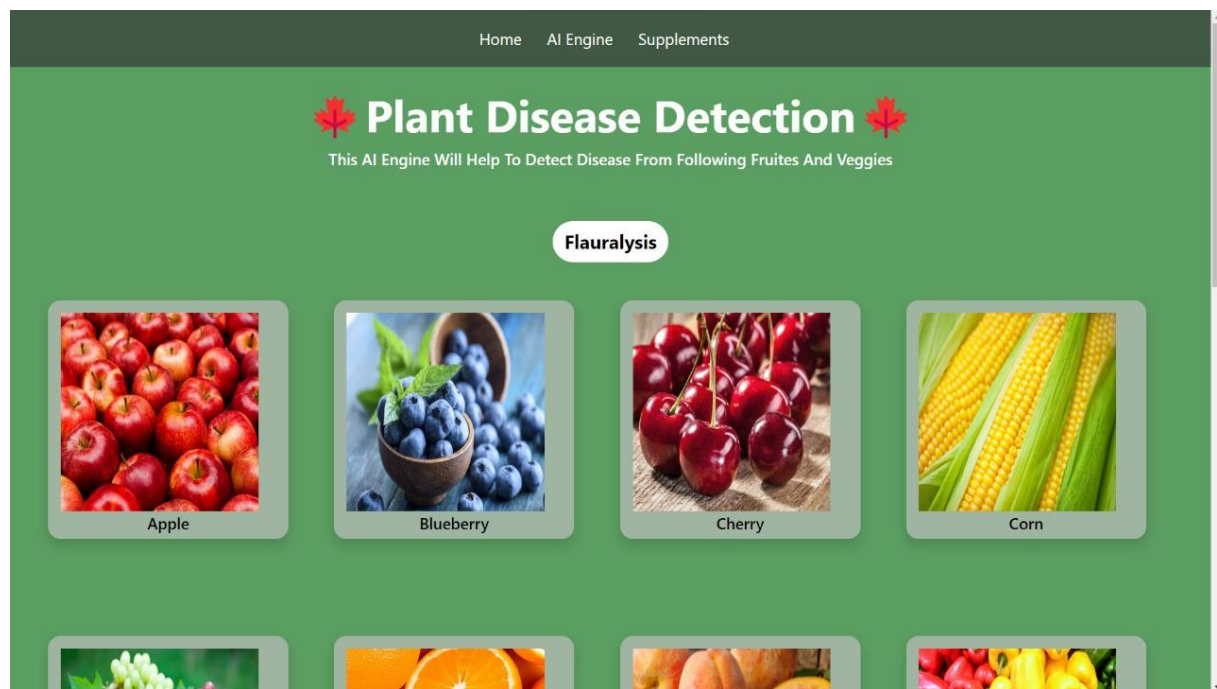 Home AI Engine Supplements
Plant Disease Detection
This AI Engine Will Help To Detect Disease From Following Fruites And Veggies
Flauralysis
Apple Blueberry Cherry Corn